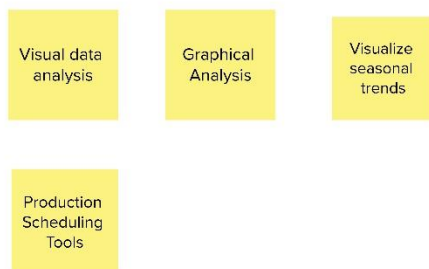 Visual data
analysis
Graphical
Analysis
Visualize
seasonal
trends
Production
Scheduling
Tools